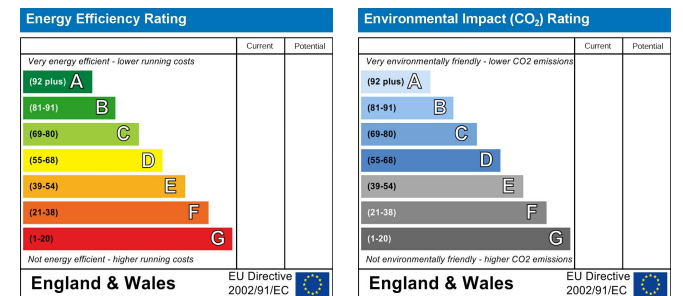 Energy Efficiency Rating
Current Potential
Very energy efficient - lower running costs
(92 plus) A
(81-91) B
(69-80) C
(55-68) D
(39-54) E
(21-38) F
(1-20) G
Not energy efficient - higher running costs
England & Wales
EU Directive
2002/91/EC
Environmental Impact (CO₂) Rating
Current Potential
Very environmentally friendly - lower CO2 emissions
(92 plus) A
(81-91) B
(69-80) C
(55-68) D
(39-54) E
(21-38) F
(1-20) G
Not environmentally friendly - higher CO2 emissions
England & Wales
EU Directive
2002/91/EC